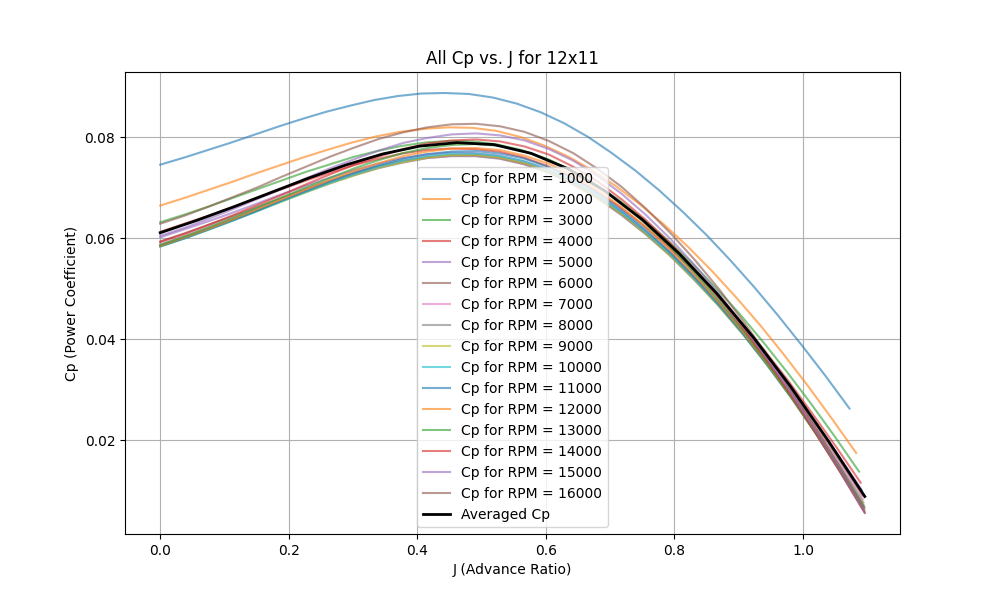 All Cp vs. J for 12x11
Cp (Power Coefficient)
0.08
0.06
0.04
0.02
Cp for RPM = 1000
Cp for RPM = 2000
Cp for RPM = 3000
Cp for RPM = 4000
Cp for RPM = 5000
Cp for RPM = 6000
Cp for RPM = 7000
Cp for RPM = 8000
Cp for RPM = 9000
Cp for RPM = 10000
Cp for RPM = 11000
Cp for RPM = 12000
Cp for RPM = 13000
Cp for RPM = 14000
Cp for RPM = 15000
Cp for RPM = 16000
Averaged Cp
0.0 0.2 0.4 0.6 0.8 1.0
J (Advance Ratio)